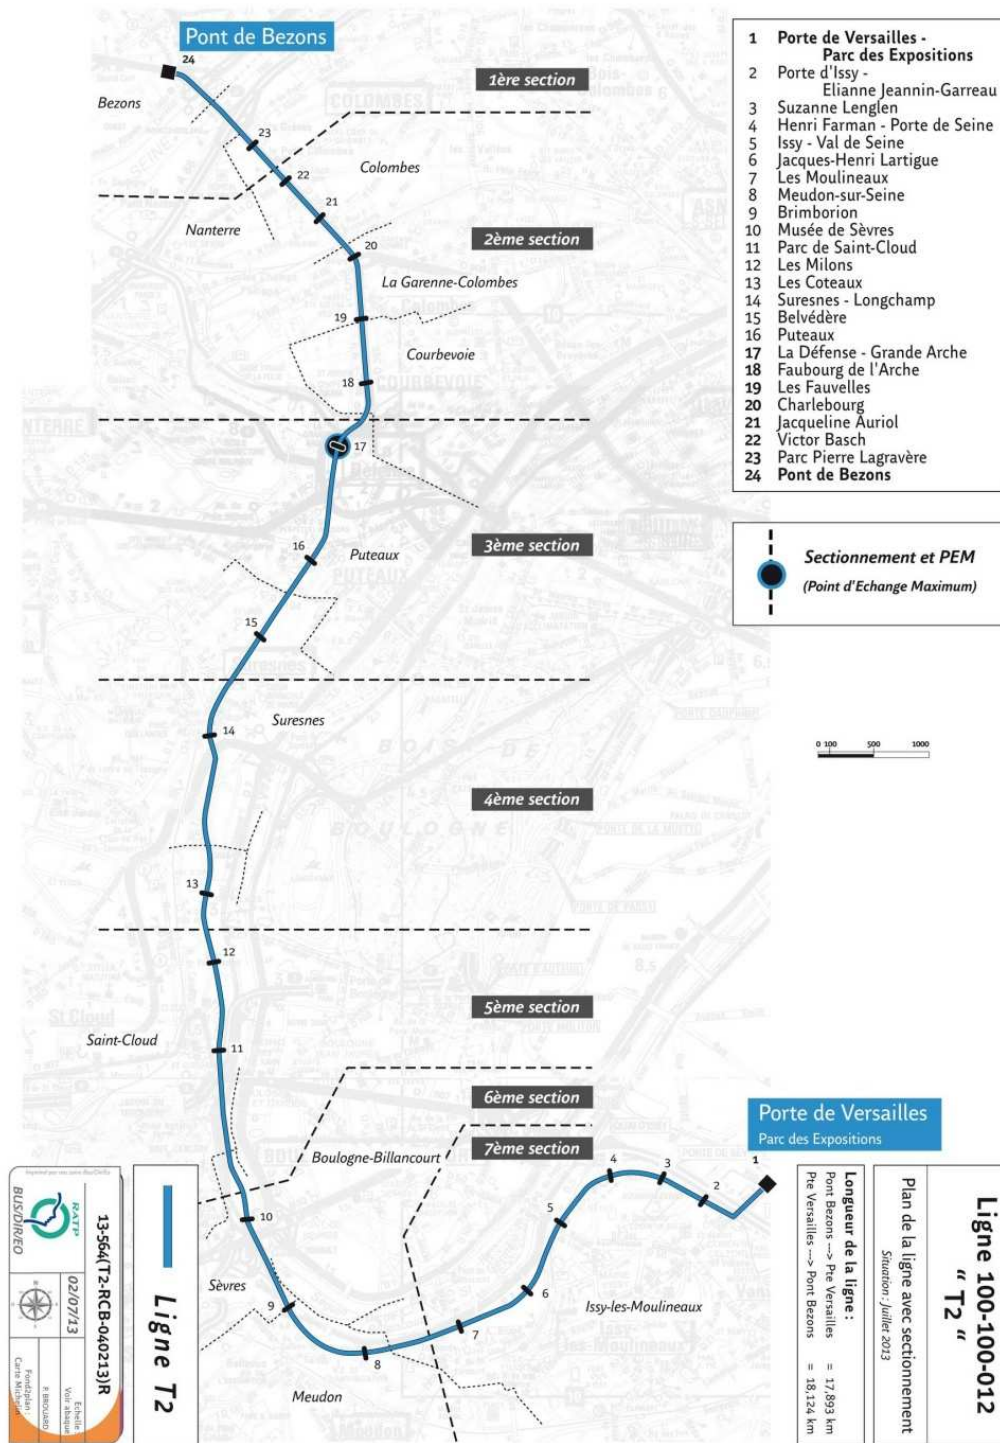 Pont de Bezons
24
Bezons
1ère section
23
Colombes
22
Nanterre
21
2ème section
20
La Garenne-Colombes
19
Courbevoie
18
17
3ème section
16
Puteaux
15
Suresnes
14
4ème section
13
12
5ème section
Saint-Cloud
11
6ème section
7ème section
Boulogne-Billancourt
Porte de Versailles
Parc des Expositions
1
4
3
2
5
10
Sèvres
9
6
Issy-les-Moulineaux
7
8
Meudon
1 Porte de Versailles -
Parc des Expositions
2 Porte d'Issy -
Elianne Jeannin-Garreau
3 Suzanne Lenglen
4 Henri Farman - Porte de Seine
5 Issy - Val de Seine
6 Jacques-Henri Lartigue
7 Les Moulineaux
8 Meudon-sur-Seine
9 Brimborion
10 Musée de Sèvres
11 Parc de Saint-Cloud
12 Les Milons
13 Les Coteaux
14 Suresnes - Longchamp
15 Belvédère
16 Puteaux
17 La Défense - Grande Arche
18 Faubourg de l'Arche
19 Les Fauvelles
20 Charlebourg
21 Jacqueline Auriol
22 Victor Basch
23 Parc Pierre Lagravère
24 Pont de Bezons
Sectionnement et PEM
(Point d'Echange Maximum)
0 100 500 1000
Ligne 100-100-012
" T2 "
Plan de la ligne avec sectionnement
Situation : Juillet 2013
Longueur de la ligne :
Pont Bezons ---> Pte Versailles = 17,893 km
Pte Versailles ---> Pont Bezons = 18,124 km
Ligne T2
13-564(T2-RCB-040213)R
RATP
BUS/DIR/EO
02/07/13
Echelle :
Voir abaque
P. BROUARD
Fond2plan :
Carte Michelin